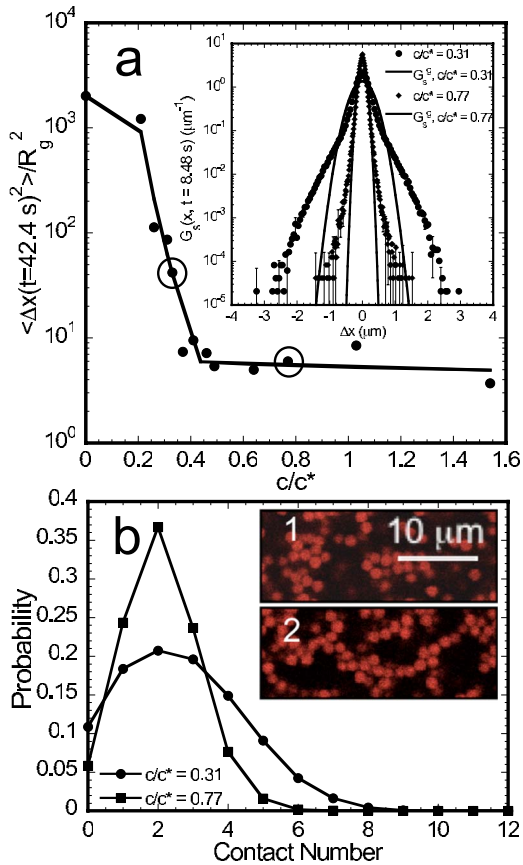 a
<Δx(t=42.4 s)²>/R_g²
10⁴
10³
10²
10¹
10⁰
0 0.2 0.4 0.6 0.8 1 1.2 1.4 1.6
c/c*
G_s(x, t = 8.48 s) (μm⁻¹)
10¹
10⁰
10⁻¹
10⁻²
10⁻³
10⁻⁴
10⁻⁵
-4 -3 -2 -1 0 1 2 3 4
Δx (μm)
c/c* = 0.31
G_s^g, c/c* = 0.31
c/c* = 0.77
G_s^g, c/c* = 0.77
b
Probability
0.4
0.35
0.3
0.25
0.2
0.15
0.1
0.05
0
0 2 4 6 8 10 12
Contact Number
c/c* = 0.31
c/c* = 0.77
1
10 μm
2